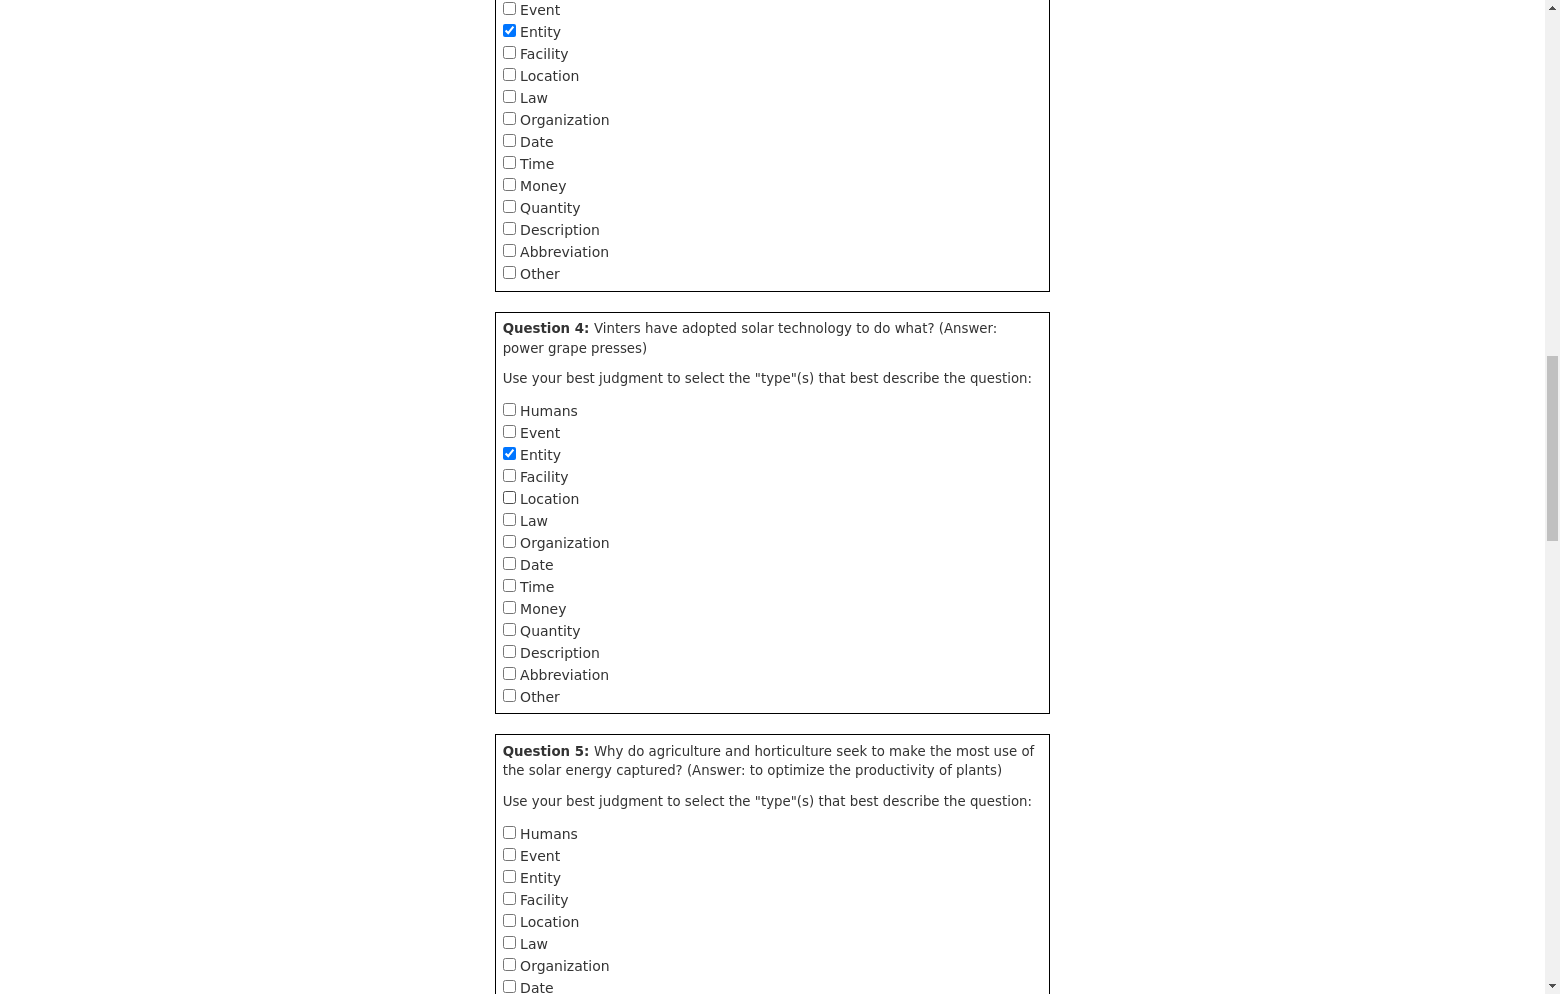 Event
Entity
Facility
Location
Law
Organization
Date
Time
Money
Quantity
Description
Abbreviation
Other
Question 4: Vinters have adopted solar technology to do what? (Answer:
power grape presses)
Use your best judgment to select the "type"(s) that best describe the question:
Humans
Event
Entity
Facility
Location
Law
Organization
Date
Time
Money
Quantity
Description
Abbreviation
Other
Question 5: Why do agriculture and horticulture seek to make the most use of
the solar energy captured? (Answer: to optimize the productivity of plants)
Use your best judgment to select the "type"(s) that best describe the question:
Humans
Event
Entity
Facility
Location
Law
Organization
Date